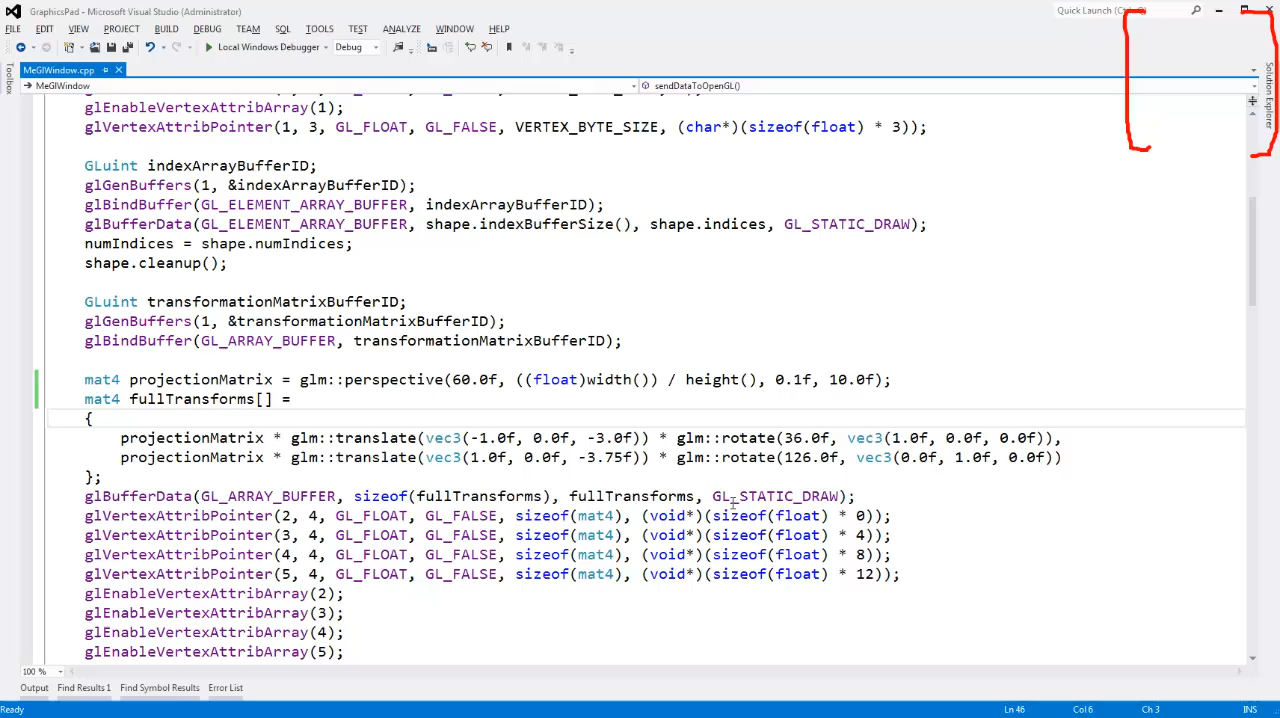 GraphicsPad - Microsoft Visual Studio (Administrator)
Quick Launch (Ctrl+Q)
FILE EDIT VIEW PROJECT BUILD DEBUG TEAM SQL TOOLS TEST ANALYZE WINDOW HELP
Local Windows Debugger Debug
Toolbox
MeGlWindow.cpp
MeGlWindow sendDataToOpenGL()
Solution Explorer
glEnableVertexAttribArray(1);
glVertexAttribPointer(1, 3, GL_FLOAT, GL_FALSE, VERTEX_BYTE_SIZE, (char*)(sizeof(float) * 3));
GLuint indexArrayBufferID;
glGenBuffers(1, &indexArrayBufferID);
glBindBuffer(GL_ELEMENT_ARRAY_BUFFER, indexArrayBufferID);
glBufferData(GL_ELEMENT_ARRAY_BUFFER, shape.indexBufferSize(), shape.indices, GL_STATIC_DRAW);
numIndices = shape.numIndices;
shape.cleanup();
GLuint transformationMatrixBufferID;
glGenBuffers(1, &transformationMatrixBufferID);
glBindBuffer(GL_ARRAY_BUFFER, transformationMatrixBufferID);
mat4 projectionMatrix = glm::perspective(60.0f, ((float)width()) / height(), 0.1f, 10.0f);
mat4 fullTransforms[] =
{
projectionMatrix * glm::translate(vec3(-1.0f, 0.0f, -3.0f)) * glm::rotate(36.0f, vec3(1.0f, 0.0f, 0.0f)),
projectionMatrix * glm::translate(vec3(1.0f, 0.0f, -3.75f)) * glm::rotate(126.0f, vec3(0.0f, 1.0f, 0.0f))
};
glBufferData(GL_ARRAY_BUFFER, sizeof(fullTransforms), fullTransforms, GL_STATIC_DRAW);
glVertexAttribPointer(2, 4, GL_FLOAT, GL_FALSE, sizeof(mat4), (void*)(sizeof(float) * 0));
glVertexAttribPointer(3, 4, GL_FLOAT, GL_FALSE, sizeof(mat4), (void*)(sizeof(float) * 4));
glVertexAttribPointer(4, 4, GL_FLOAT, GL_FALSE, sizeof(mat4), (void*)(sizeof(float) * 8));
glVertexAttribPointer(5, 4, GL_FLOAT, GL_FALSE, sizeof(mat4), (void*)(sizeof(float) * 12));
glEnableVertexAttribArray(2);
glEnableVertexAttribArray(3);
glEnableVertexAttribArray(4);
glEnableVertexAttribArray(5);
100 %
Output Find Results 1 Find Symbol Results Error List
Ready Ln 46 Col 6 Ch 3 INS